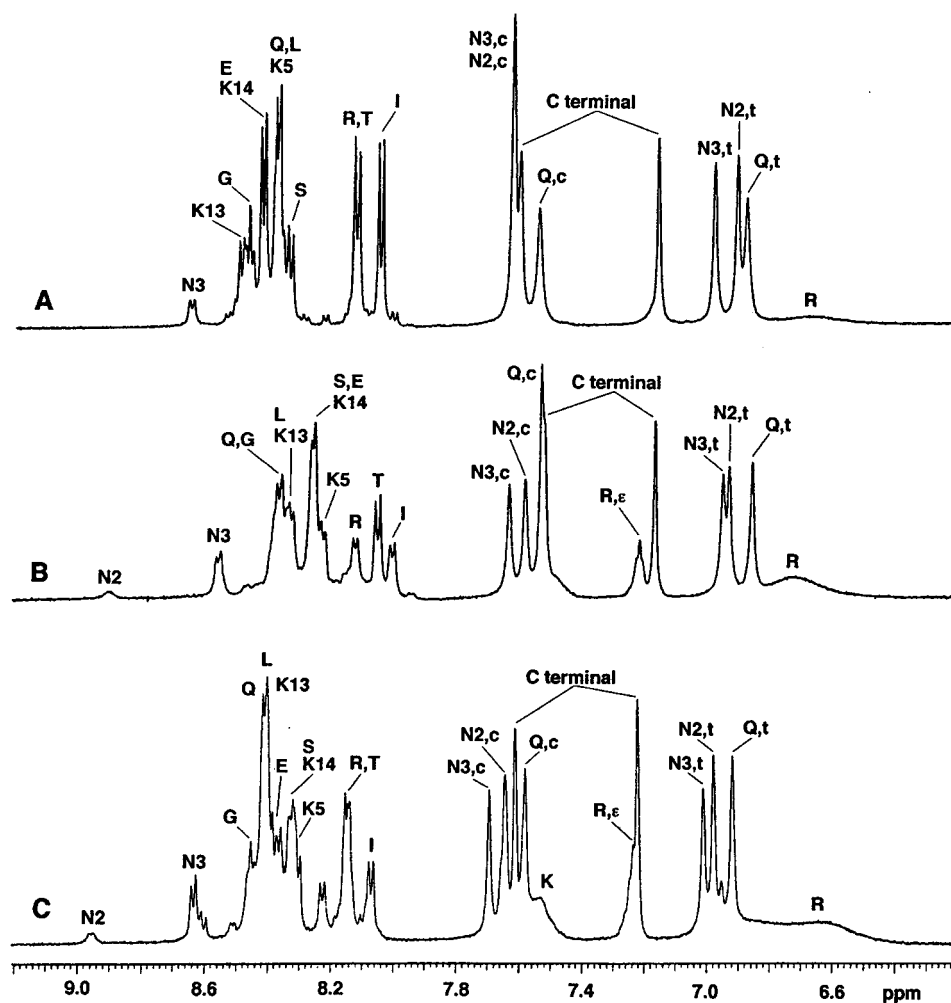 Q,L
K5
E
K14
G
K13
S
N3
R,T
I
N3,c
N2,c
C terminal
Q,c
N3,t
N2,t
Q,t
R
A
S,E
K14
L
K13
Q,G
K5
N3
N2
R
T
I
Q,c
C terminal
N2,c
N3,c
R,ε
N3,t
N2,t
Q,t
R
B
L
Q
K13
S
K14
E
K5
G
N3
N2
R,T
I
C terminal
N2,c
N3,c
Q,c
K
R,ε
N2,t
N3,t
Q,t
R
C
9.0 8.6 8.2 7.8 7.4 7.0 6.6 ppm